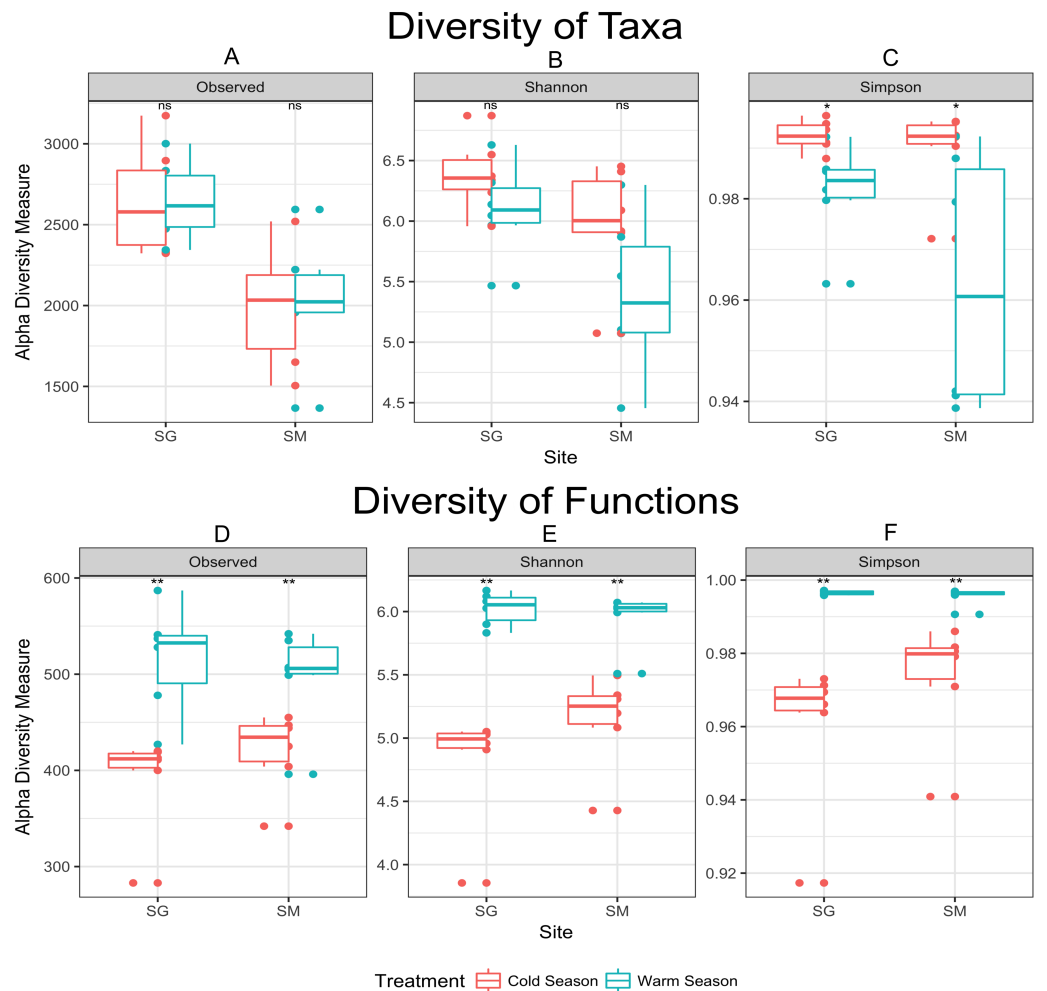 Diversity of Taxa
A B C
Observed Shannon Simpson
ns ns ns ns * *
Alpha Diversity Measure
3000
2500
2000
1500
6.5
6.0
5.5
5.0
4.5
0.98
0.96
0.94
SG SM SG SM SG SM
Site
Diversity of Functions
D E F
Observed Shannon Simpson
** ** ** ** ** **
Alpha Diversity Measure
600
500
400
300
6.0
5.5
5.0
4.5
4.0
1.00
0.98
0.96
0.94
0.92
SG SM SG SM SG SM
Site
Treatment Cold Season Warm Season